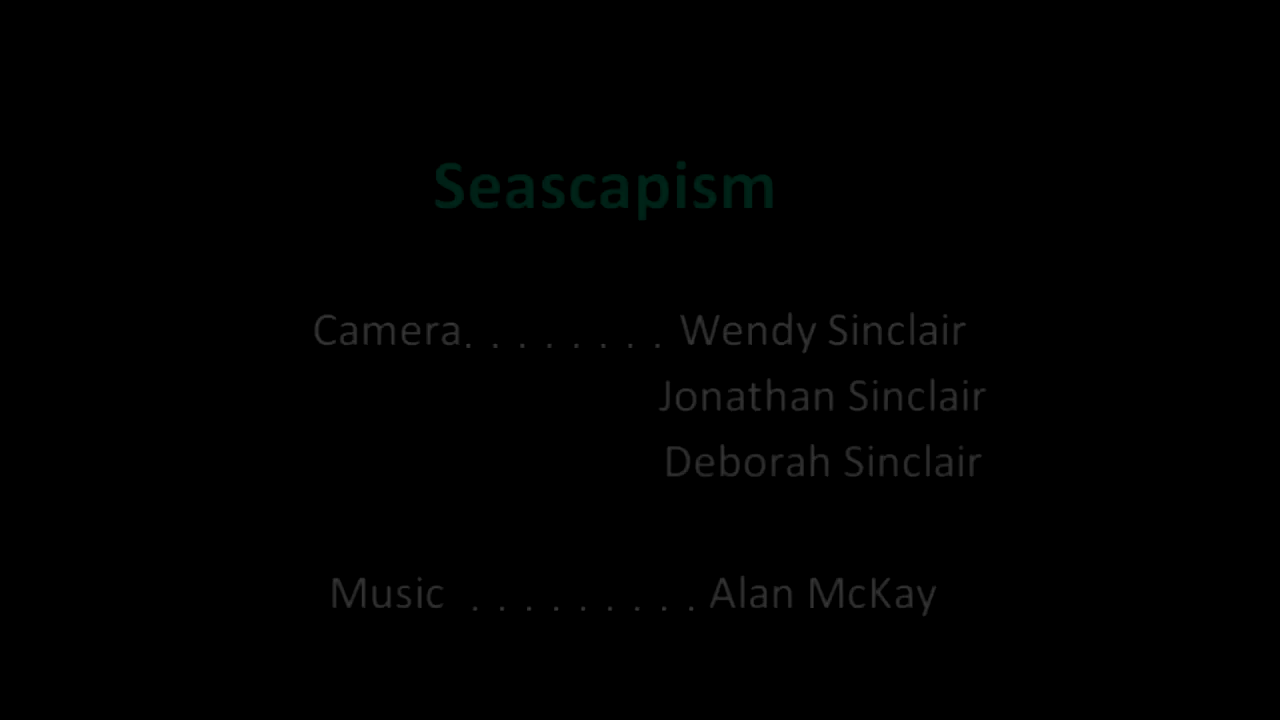 Seascapism
Camera. . . . . . . . Wendy Sinclair
Jonathan Sinclair
Deborah Sinclair
Music . . . . . . . . . Alan McKay